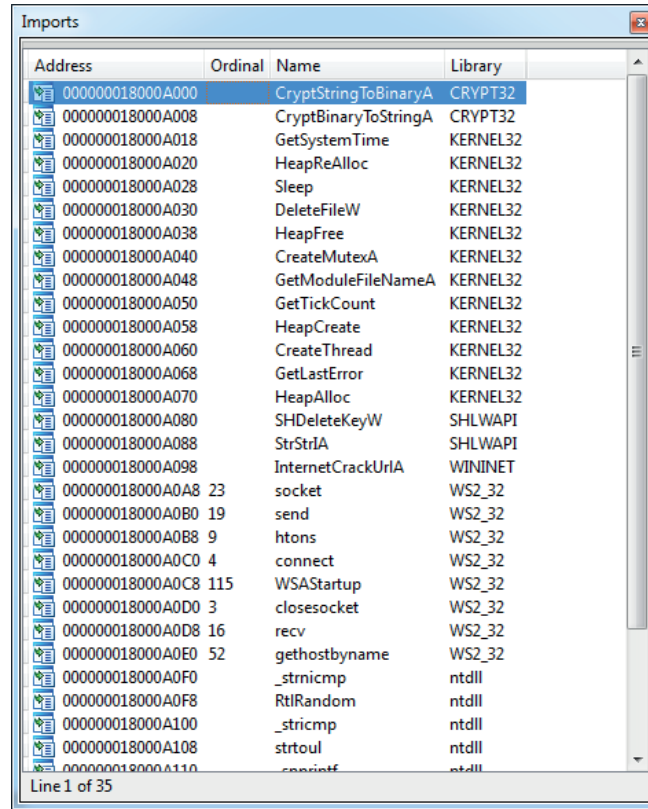 Imports
Address Ordinal Name Library
000000018000A000 CryptStringToBinaryA CRYPT32
000000018000A008 CryptBinaryToStringA CRYPT32
000000018000A018 GetSystemTime KERNEL32
000000018000A020 HeapReAlloc KERNEL32
000000018000A028 Sleep KERNEL32
000000018000A030 DeleteFileW KERNEL32
000000018000A038 HeapFree KERNEL32
000000018000A040 CreateMutexA KERNEL32
000000018000A048 GetModuleFileNameA KERNEL32
000000018000A050 GetTickCount KERNEL32
000000018000A058 HeapCreate KERNEL32
000000018000A060 CreateThread KERNEL32
000000018000A068 GetLastError KERNEL32
000000018000A070 HeapAlloc KERNEL32
000000018000A080 SHDeleteKeyW SHLWAPI
000000018000A088 StrStrIA SHLWAPI
000000018000A098 InternetCrackUrlA WININET
000000018000A0A8 23 socket WS2_32
000000018000A0B0 19 send WS2_32
000000018000A0B8 9 htons WS2_32
000000018000A0C0 4 connect WS2_32
000000018000A0C8 115 WSAStartup WS2_32
000000018000A0D0 3 closesocket WS2_32
000000018000A0D8 16 recv WS2_32
000000018000A0E0 52 gethostbyname WS2_32
000000018000A0F0 _strnicmp ntdll
000000018000A0F8 RtlRandom ntdll
000000018000A100 _stricmp ntdll
000000018000A108 strtoul ntdll
000000018000A110 ntdll
Line 1 of 35